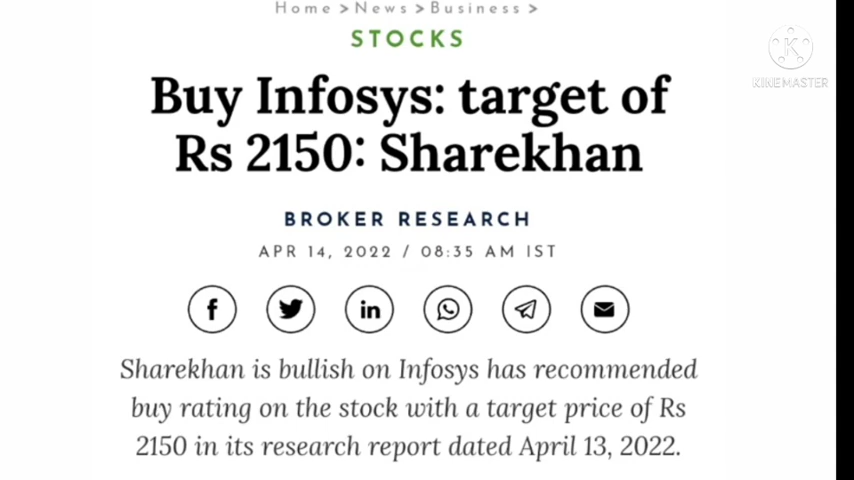 Home > News > Business >
STOCKS
Buy Infosys: target of
Rs 2150: Sharekhan
BROKER RESEARCH
APR 14, 2022 / 08:35 AM IST
Sharekhan is bullish on Infosys has recommended
buy rating on the stock with a target price of Rs
2150 in its research report dated April 13, 2022.
K
KINEMASTER